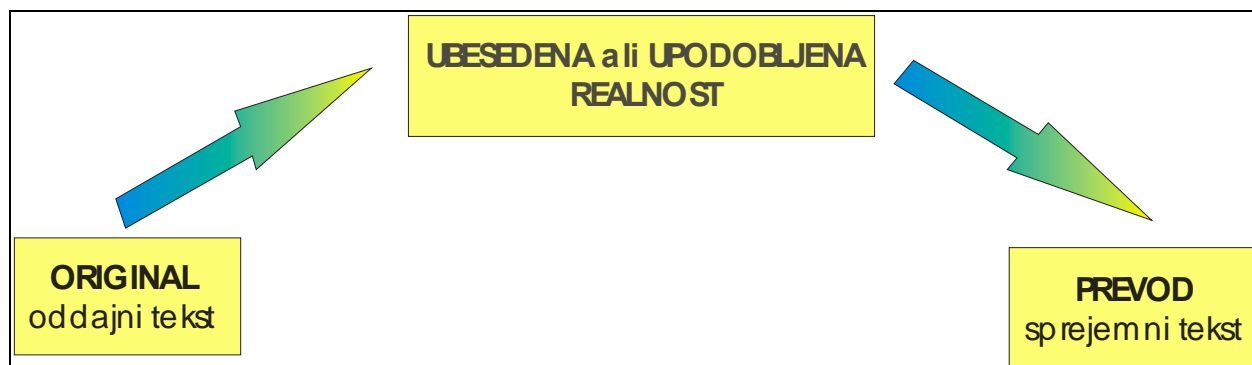 UBESEDENA ali UPODOBLJENA
REALNOST
ORIGINAL
oddajni tekst
PREVOD
sprejemni tekst